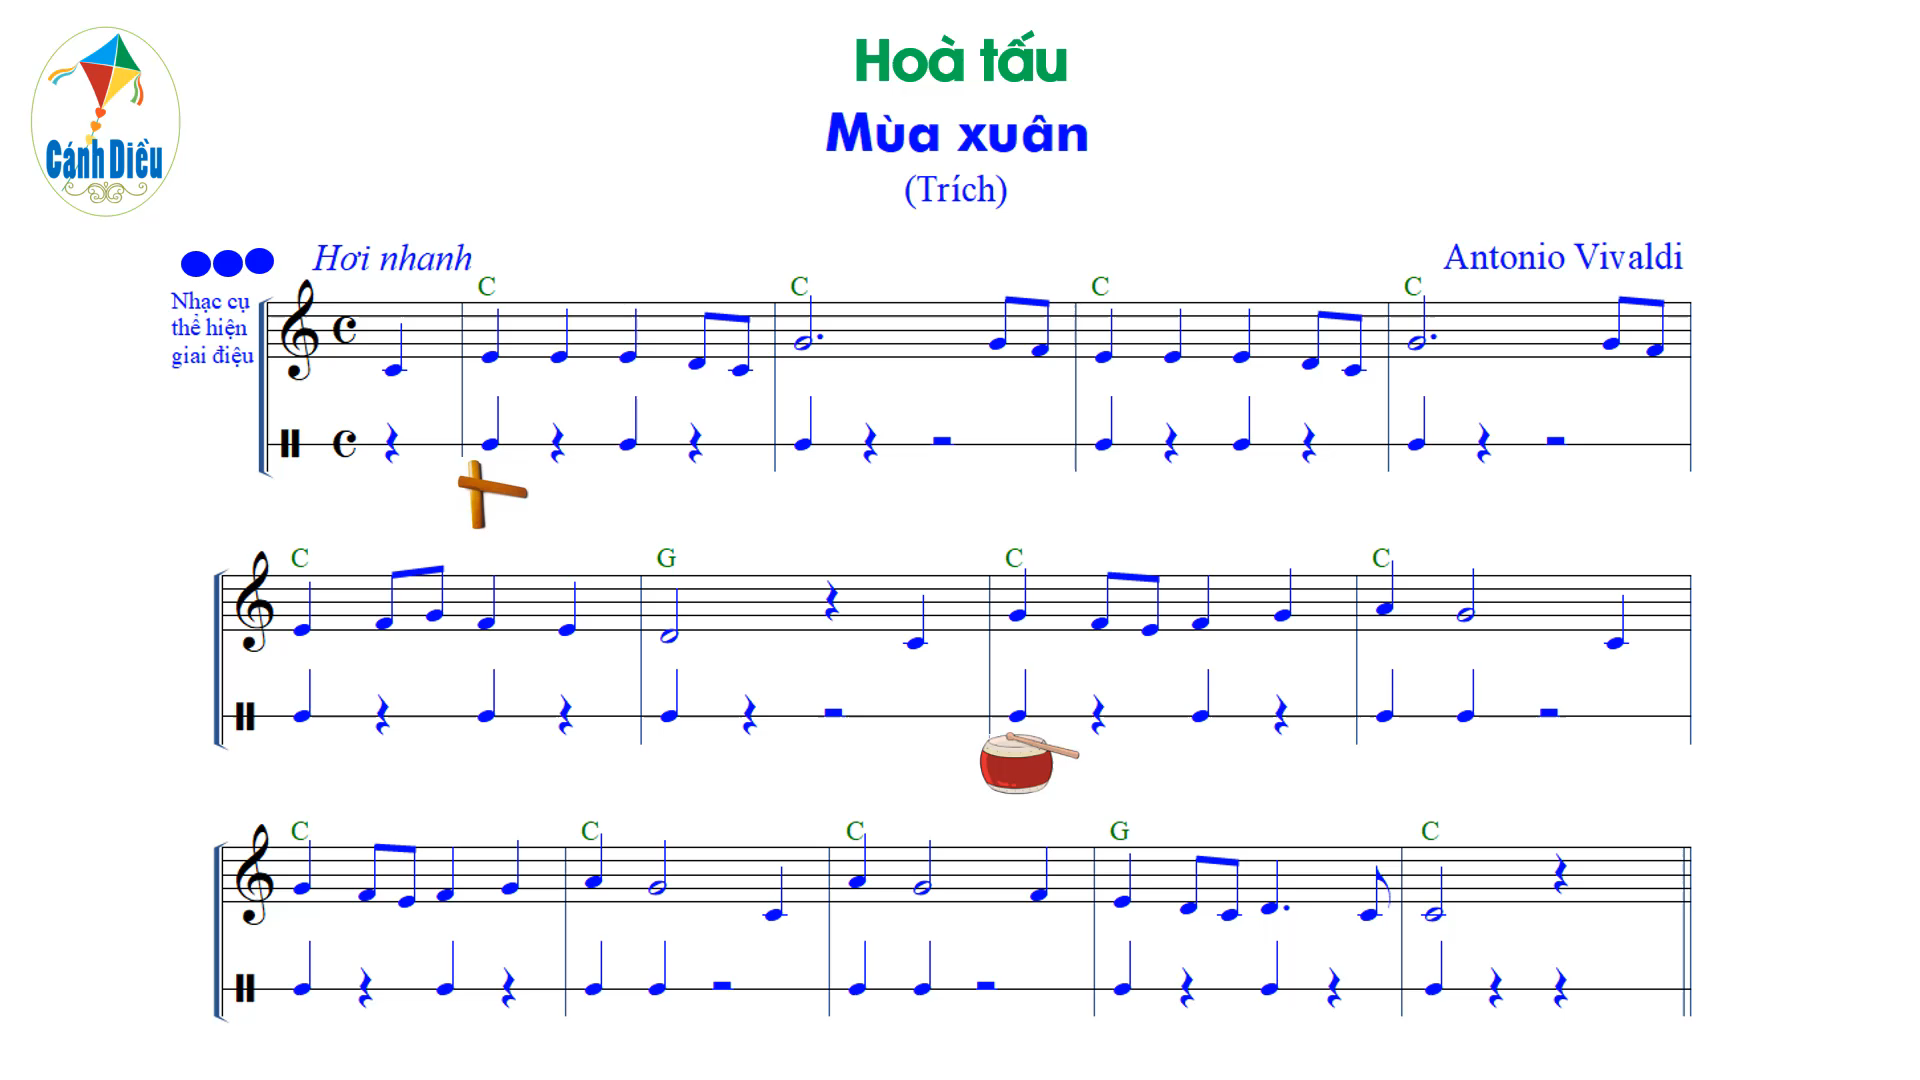 Hoà tấu
Mùa xuân
(Trích)
Cánh Diều
Hơi nhanh
Antonio Vivaldi
Nhạc cụ
thể hiện
giai điệu
C C C C
C G C C
C C C G C